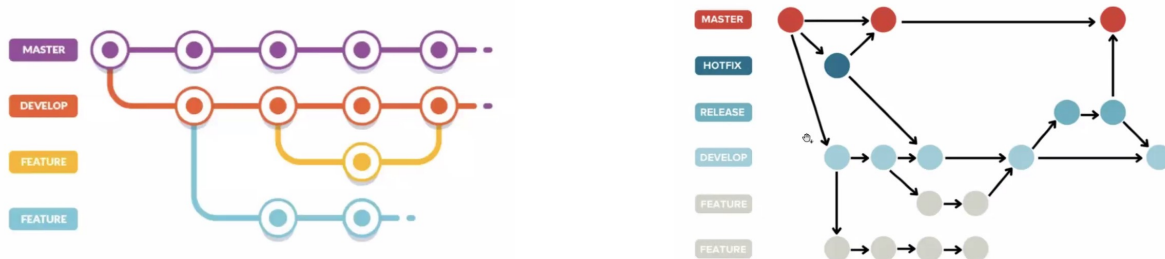 MASTER
DEVELOP
FEATURE
FEATURE
MASTER
HOTFIX
RELEASE
DEVELOP
FEATURE
FEATURE